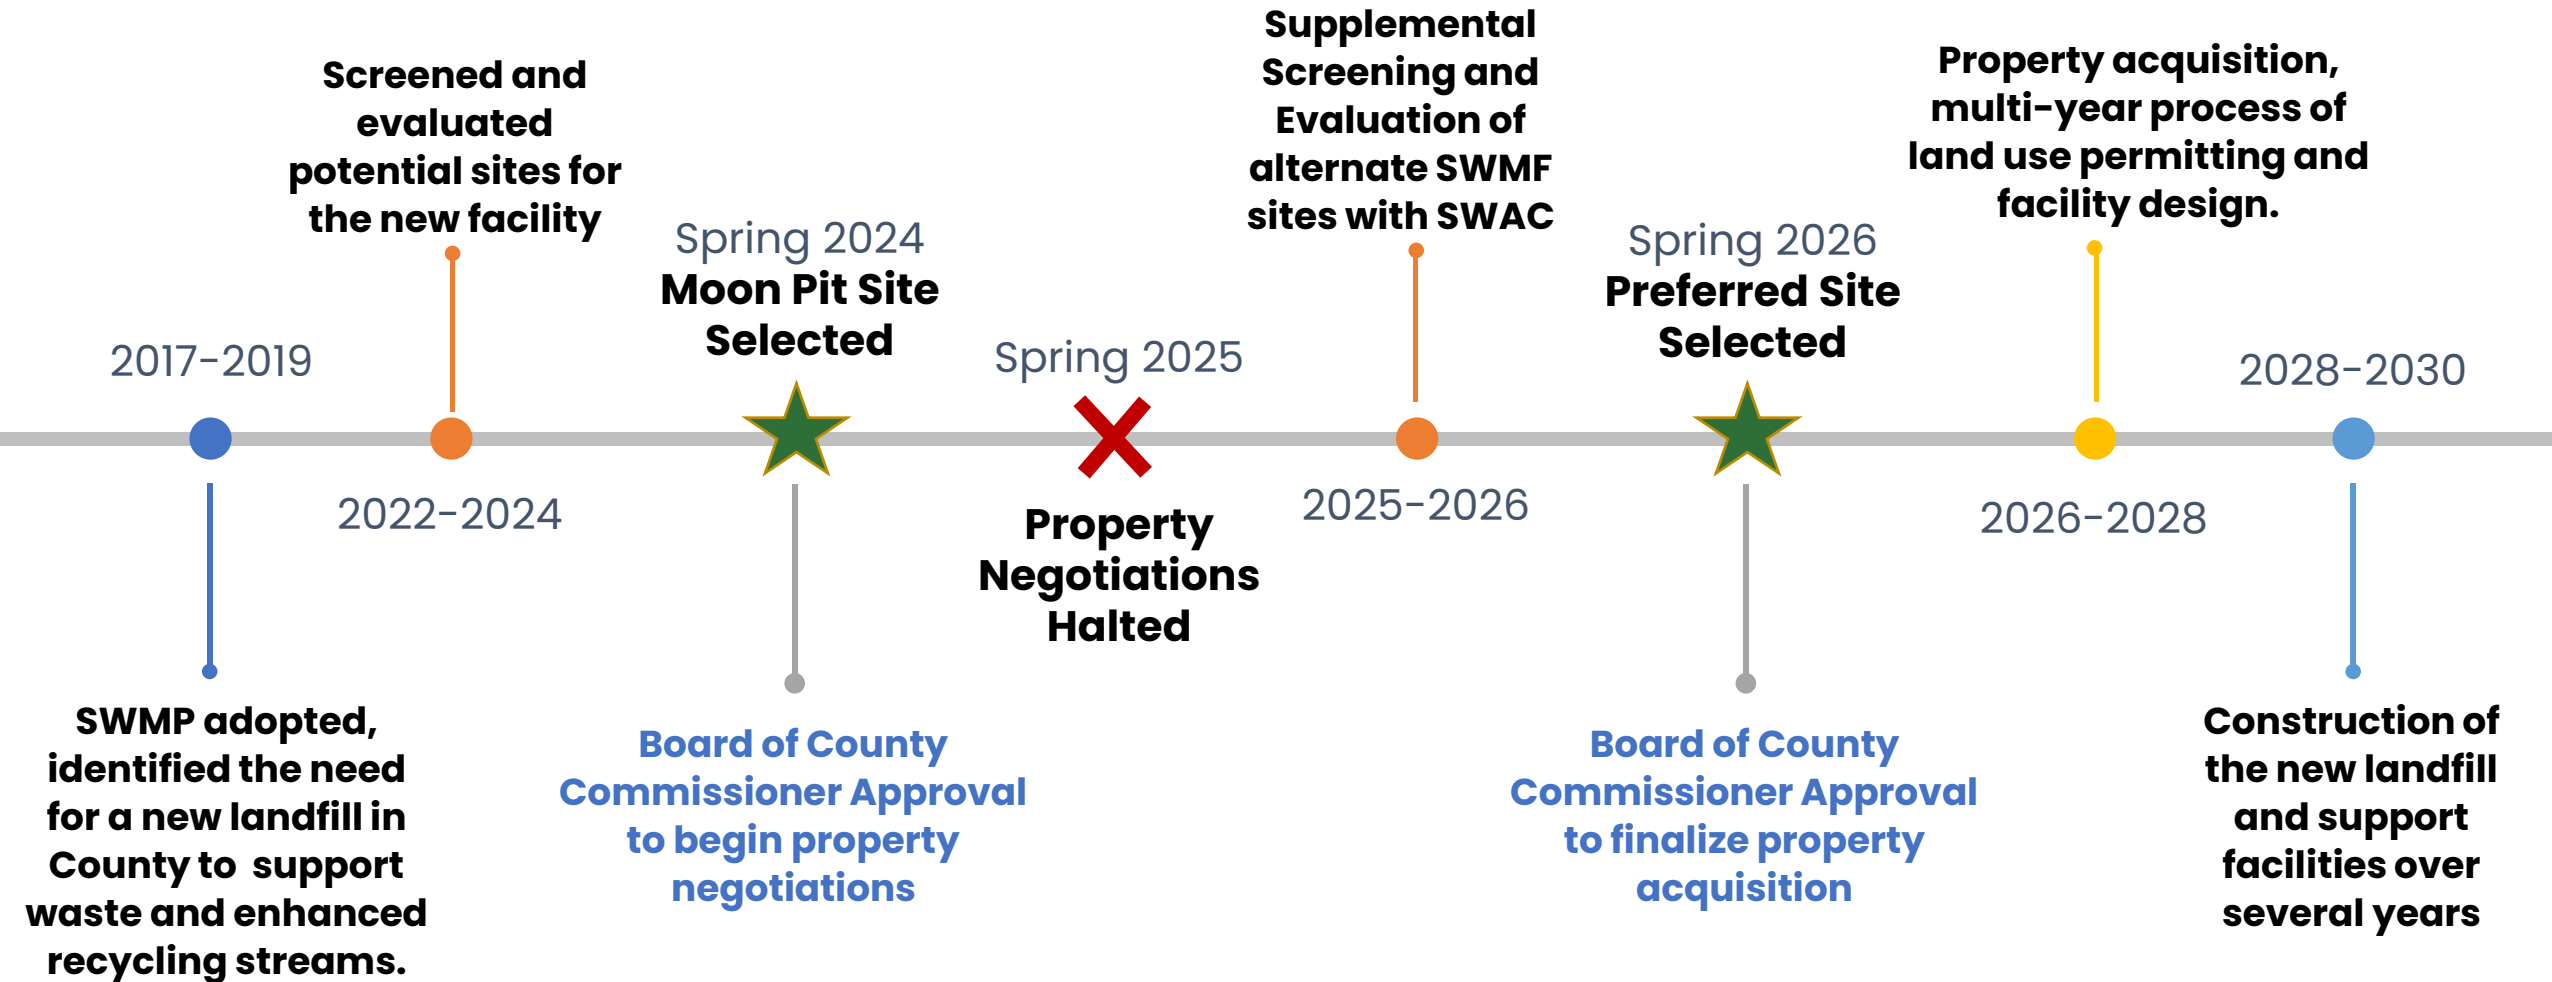 2017-2019
SWMP adopted,
identified the need
for a new landfill in
County to  support
waste and enhanced
recycling streams.
Screened and
evaluated
potential sites for
the new facility
2022-2024
Spring 2024
Moon Pit Site
Selected
Board of County
Commissioner Approval
to begin property
negotiations
Spring 2025
Property
Negotiations
Halted
Supplemental
Screening and
Evaluation of
alternate SWMF
sites with SWAC
2025-2026
Spring 2026
Preferred Site
Selected
Board of County
Commissioner Approval
to finalize property
acquisition
Property acquisition,
multi-year process of
land use permitting and
facility design.
2026-2028
2028-2030
Construction of
the new landfill
and support
facilities over
several years